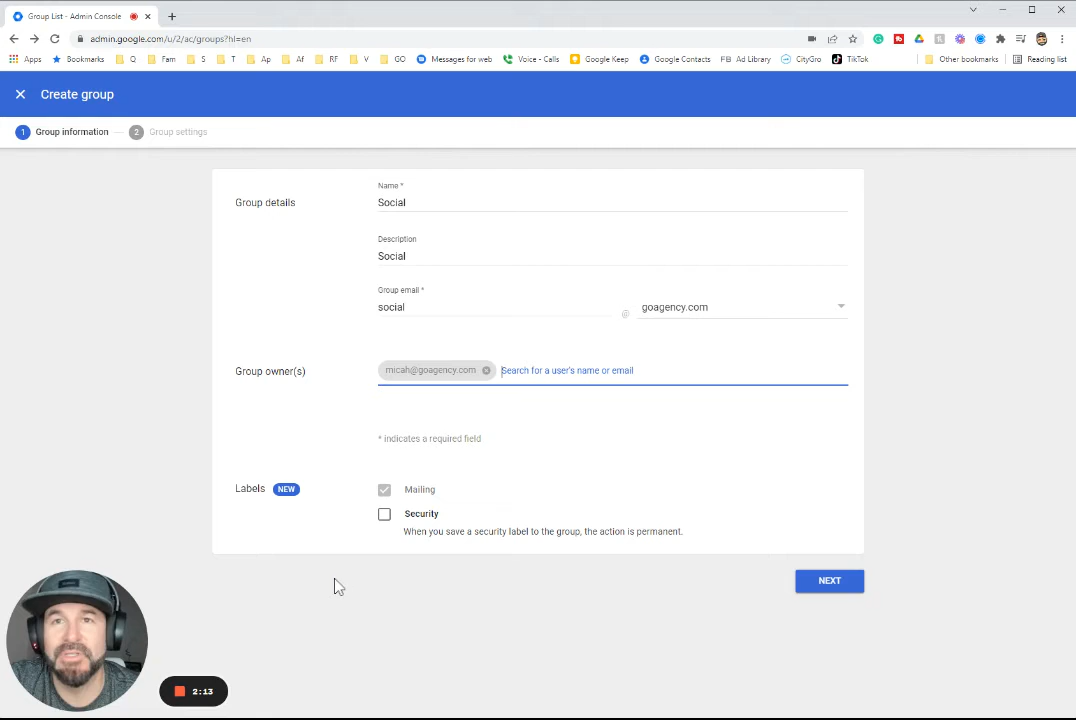 Group List - Admin Console
admin.google.com/u/2/ac/groups?hl=en
Apps Bookmarks Q Fam S T Ap Af RF V GO Messages for web Voice - Calls Google Keep Google Contacts FB Ad Library CityGro TikTok Other bookmarks Reading list
Create group
1 Group information 2 Group settings
Name *
Group details Social
Description
Social
Group email *
social @ goagency.com
Group owner(s) micah@goagency.com Search for a user's name or email
* indicates a required field
Labels NEW Mailing
Security
When you save a security label to the group, the action is permanent.
NEXT
2:13